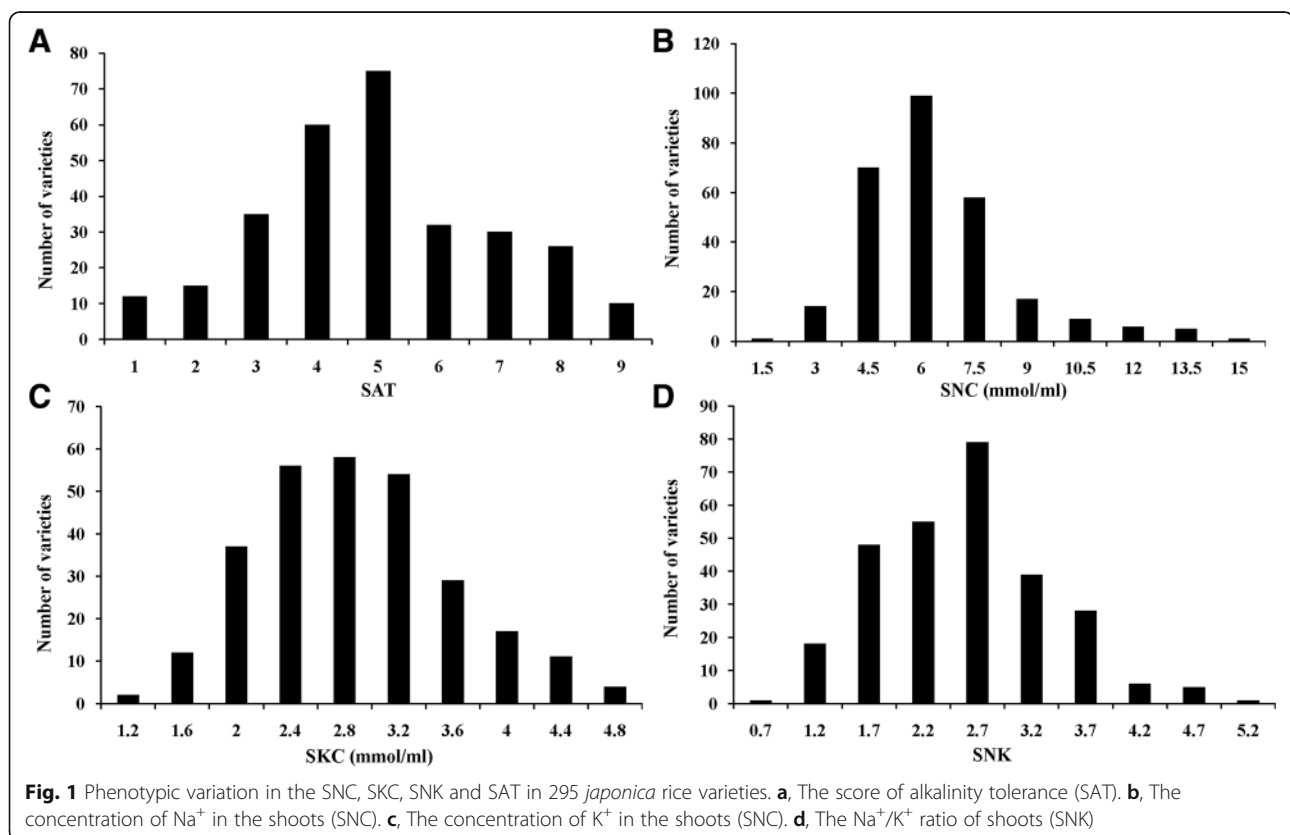 A
Number of varieties
80
70
60
50
40
30
20
10
0
1 2 3 4 5 6 7 8 9
SAT
B
Number of varieties
120
100
80
60
40
20
0
1.5 3 4.5 6 7.5 9 10.5 12 13.5 15
SNC (mmol/ml)
C
Number of varieties
70
60
50
40
30
20
10
0
1.2 1.6 2 2.4 2.8 3.2 3.6 4 4.4 4.8
SKC (mmol/ml)
D
Number of varieties
90
80
70
60
50
40
30
20
10
0
0.7 1.2 1.7 2.2 2.7 3.2 3.7 4.2 4.7 5.2
SNK
Fig. 1 Phenotypic variation in the SNC, SKC, SNK and SAT in 295 japonica rice varieties. a, The score of alkalinity tolerance (SAT). b, The
concentration of Na⁺ in the shoots (SNC). c, The concentration of K⁺ in the shoots (SNC). d, The Na⁺/K⁺ ratio of shoots (SNK)